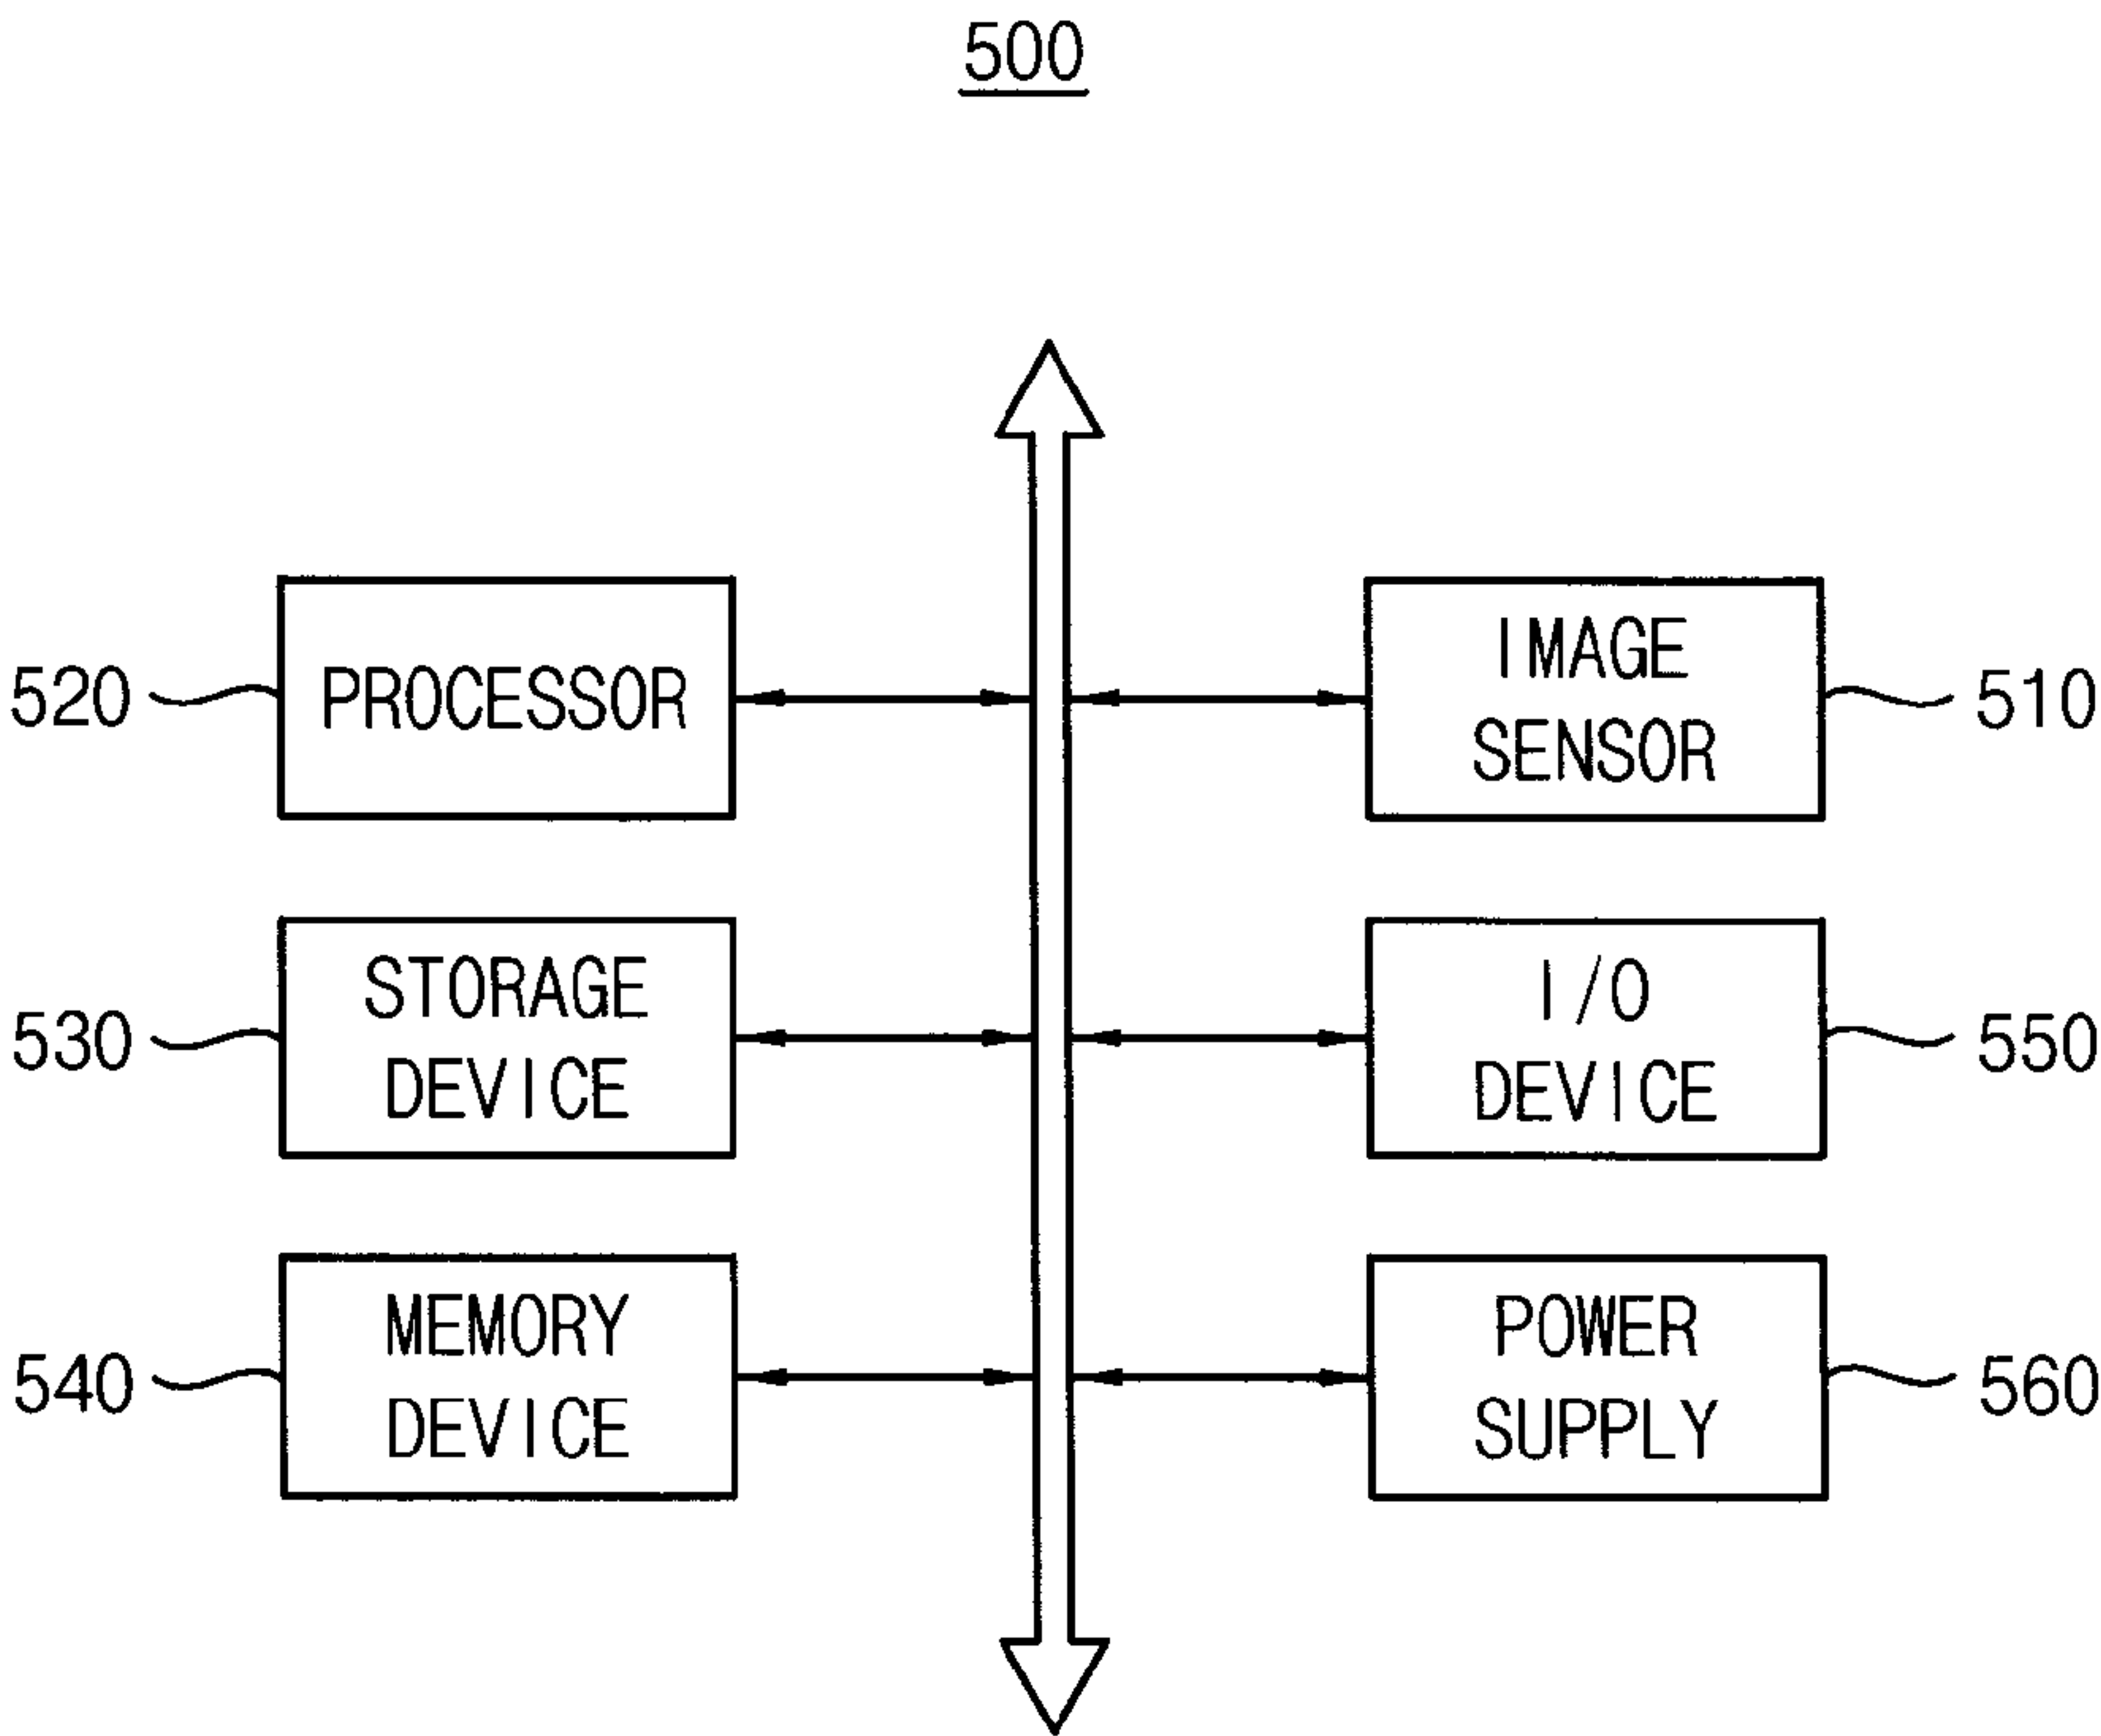 500
520
PROCESSOR
IMAGE
SENSOR
510
530
STORAGE
DEVICE
I/O
DEVICE
550
540
MEMORY
DEVICE
POWER
SUPPLY
560